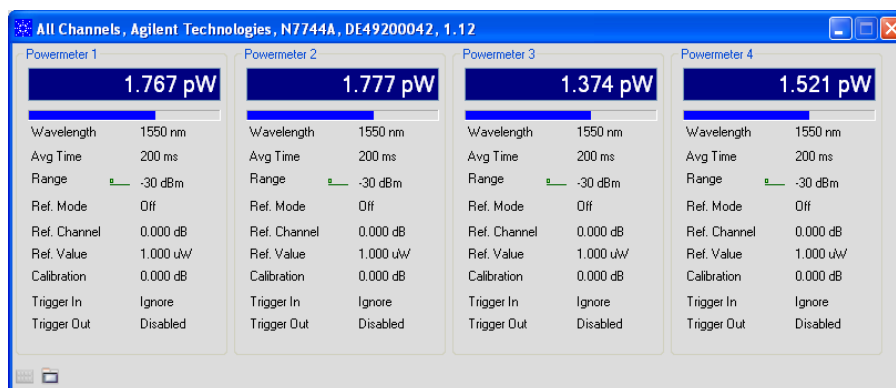 All Channels, Agilent Technologies, N7744A, DE49200042, 1.12
Powermeter 1
1.767 pW
Wavelength 1550 nm
Avg Time 200 ms
Range -30 dBm
Ref. Mode Off
Ref. Channel 0.000 dB
Ref. Value 1.000 uW
Calibration 0.000 dB
Trigger In Ignore
Trigger Out Disabled
Powermeter 2
1.777 pW
Wavelength 1550 nm
Avg Time 200 ms
Range -30 dBm
Ref. Mode Off
Ref. Channel 0.000 dB
Ref. Value 1.000 uW
Calibration 0.000 dB
Trigger In Ignore
Trigger Out Disabled
Powermeter 3
1.374 pW
Wavelength 1550 nm
Avg Time 200 ms
Range -30 dBm
Ref. Mode Off
Ref. Channel 0.000 dB
Ref. Value 1.000 uW
Calibration 0.000 dB
Trigger In Ignore
Trigger Out Disabled
Powermeter 4
1.521 pW
Wavelength 1550 nm
Avg Time 200 ms
Range -30 dBm
Ref. Mode Off
Ref. Channel 0.000 dB
Ref. Value 1.000 uW
Calibration 0.000 dB
Trigger In Ignore
Trigger Out Disabled